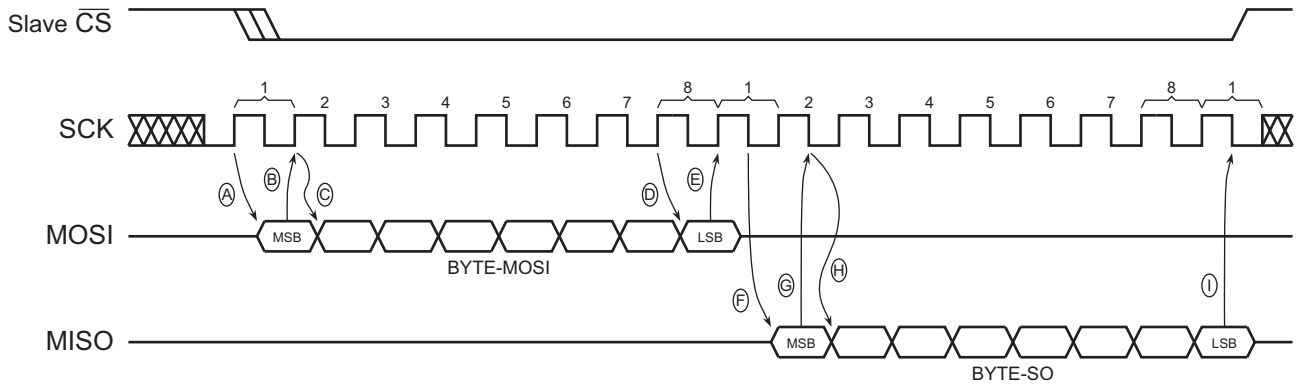 Slave C̅S̅
1 2 3 4 5 6 7 8 1 2 3 4 5 6 7 8 1
SCK
A B C D E
MOSI MSB LSB
BYTE-MOSI
F G H I
MISO MSB LSB
BYTE-SO